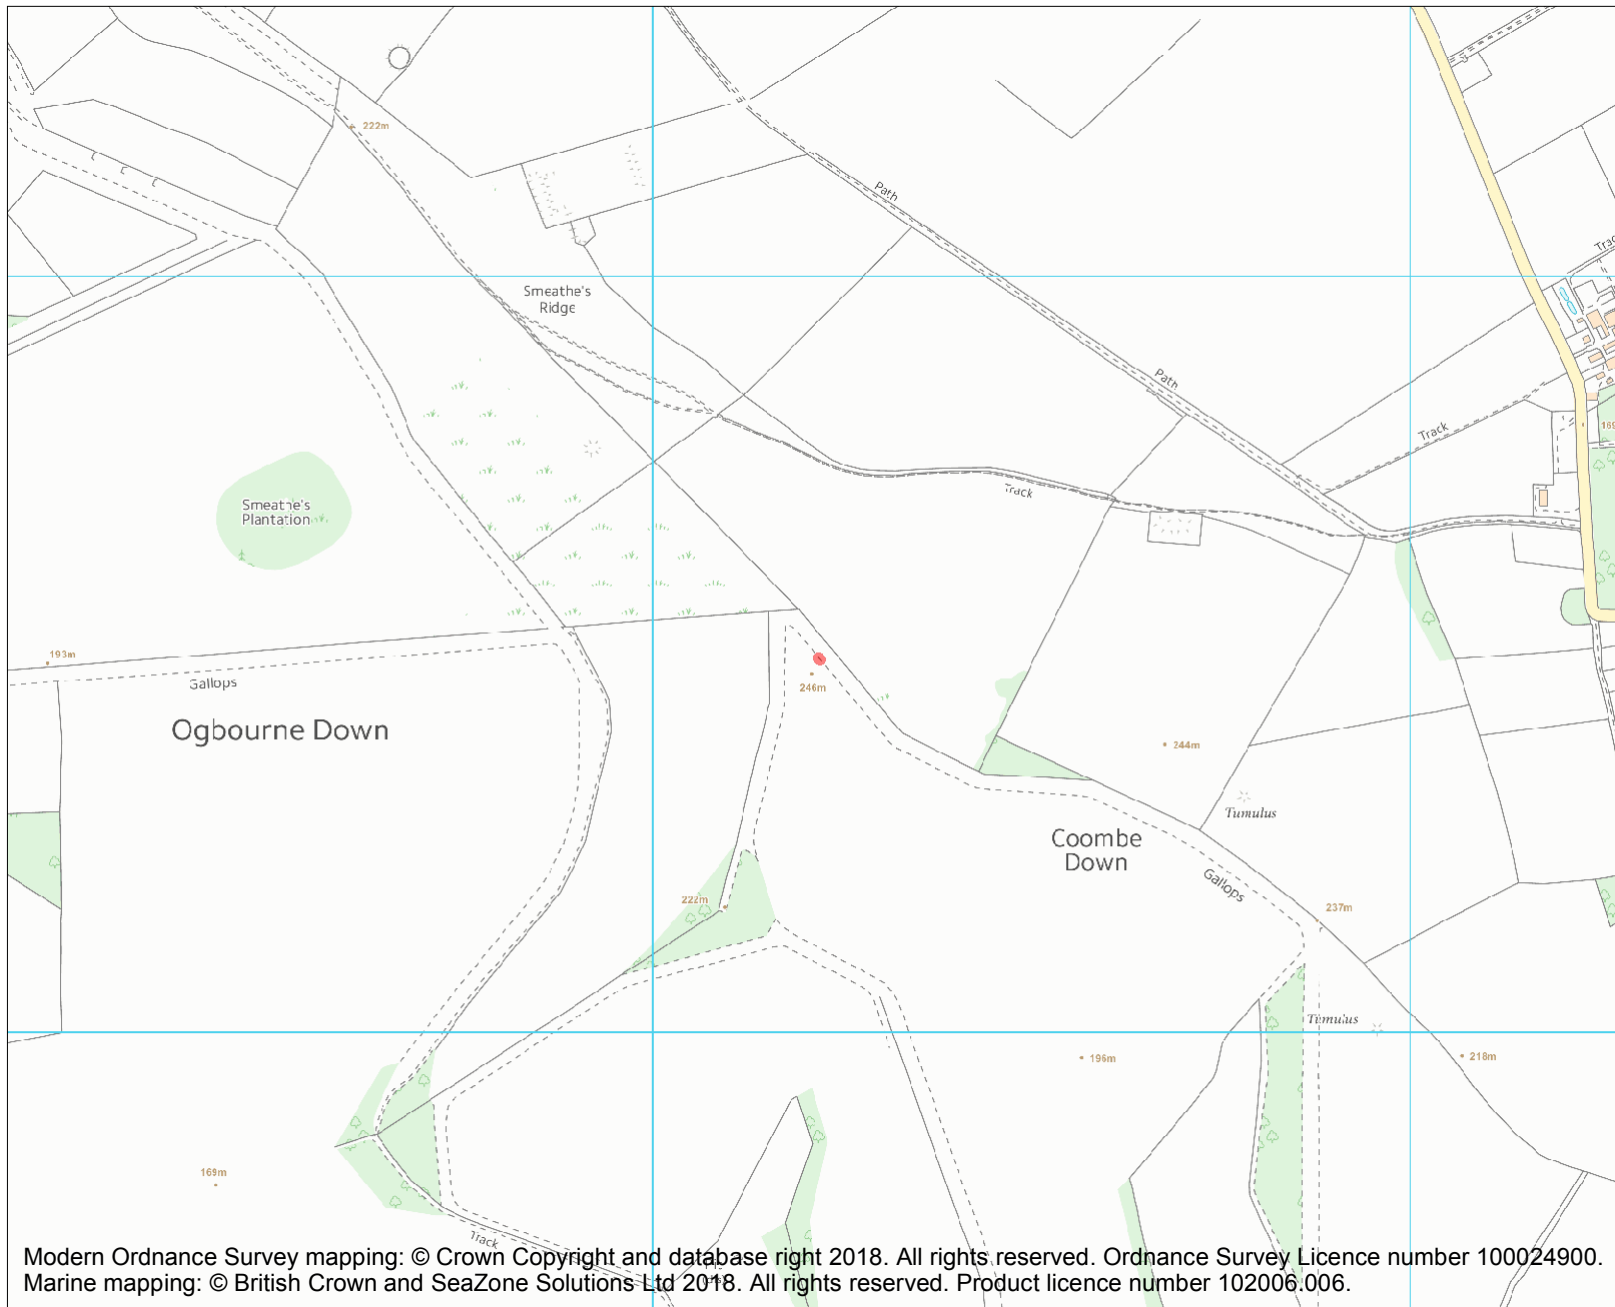 222m
Path
Trac
Smeathe's
Ridge
Path
Track
169
Track
Smeathe's
Plantation
193m
Gallops
246m
Ogbourne Down
244m
Tumulus
Coombe
Down
Gallops
222m
237m
Tumulus
196m
218m
169m
Track
Modern Ordnance Survey mapping: © Crown Copyright and database right 2018. All rights reserved. Ordnance Survey Licence number 100024900.
Marine mapping: © British Crown and SeaZone Solutions Ltd 2018. All rights reserved. Product licence number 102006.006.